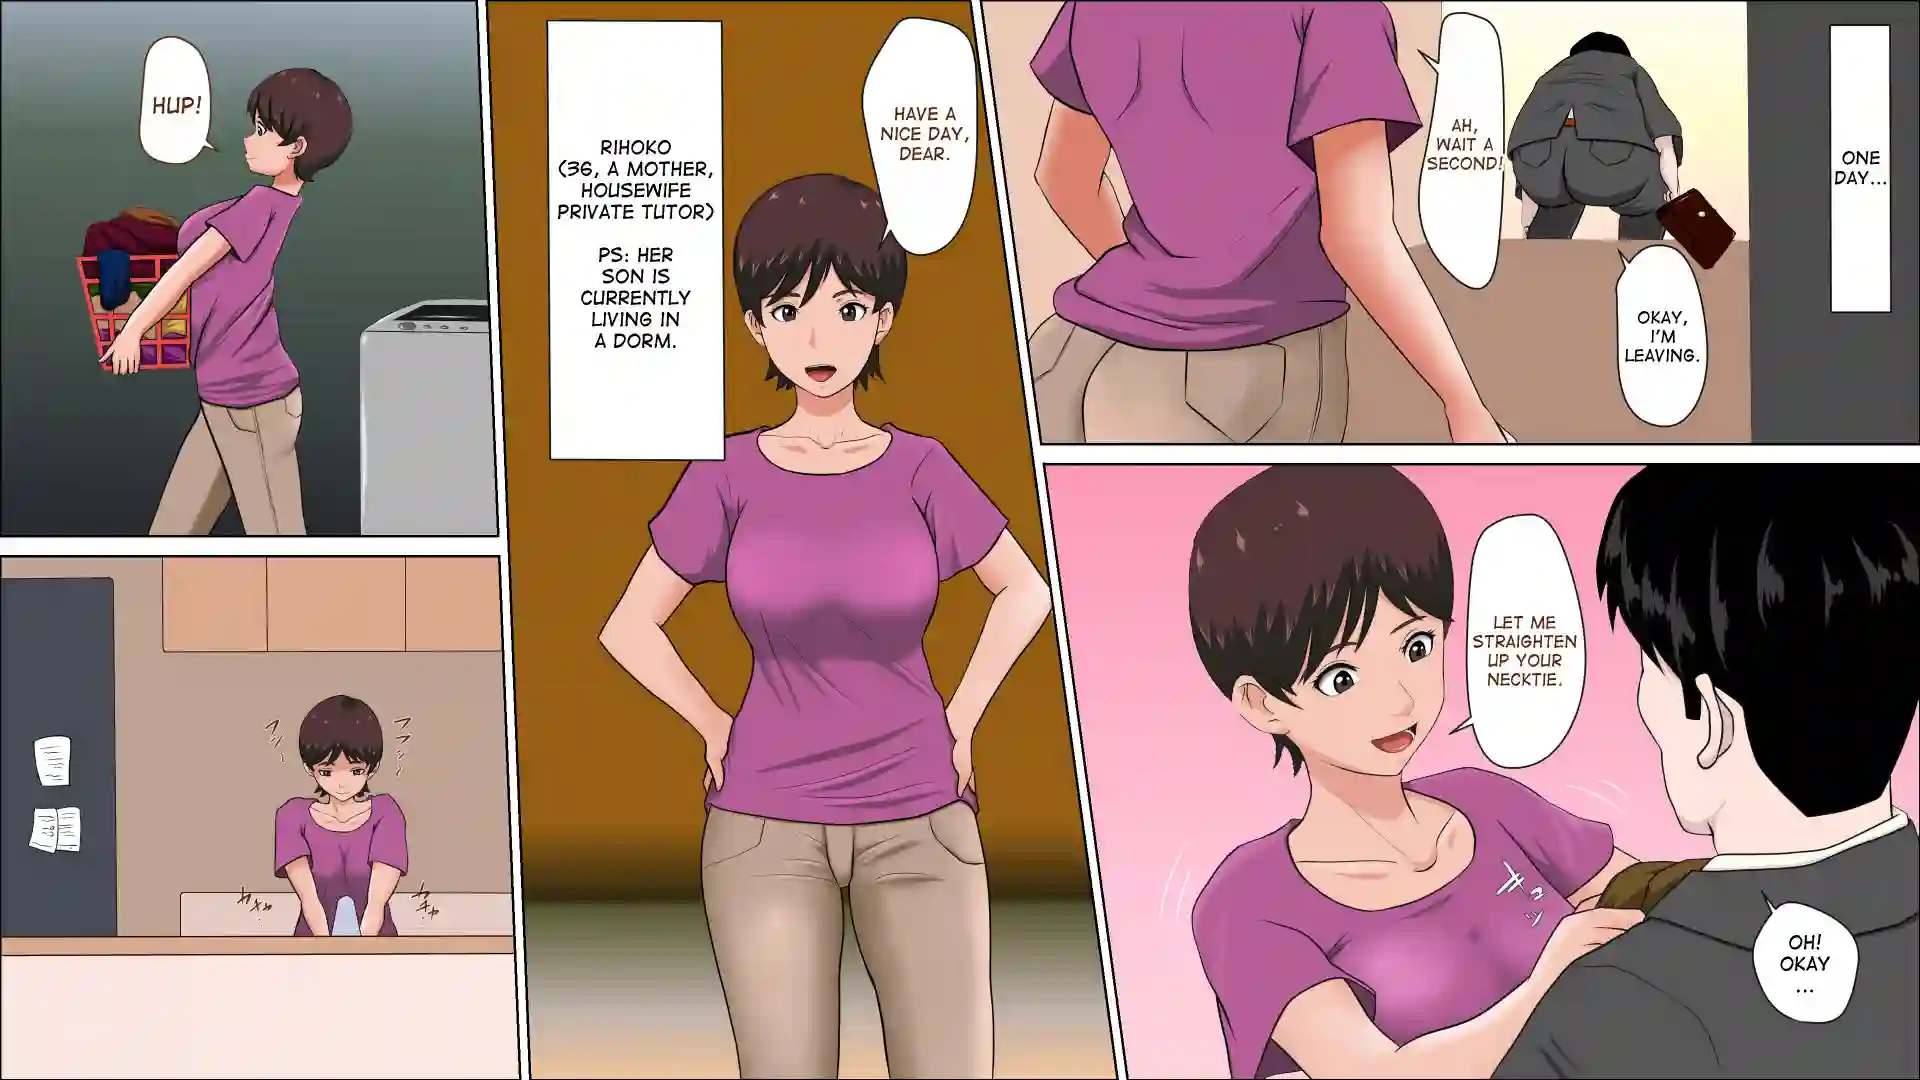 ONE
DAY...
OKAY,
I'M
LEAVING.
AH,
WAIT A
SECOND!
LET ME
STRAIGHTEN
UP YOUR
NECKTIE.
OH!
OKAY
...
HAVE A
NICE DAY,
DEAR.
RIHOKO
(36, A MOTHER,
HOUSEWIFE
PRIVATE TUTOR)
PS: HER
SON IS
CURRENTLY
LIVING IN
A DORM.
HUP!